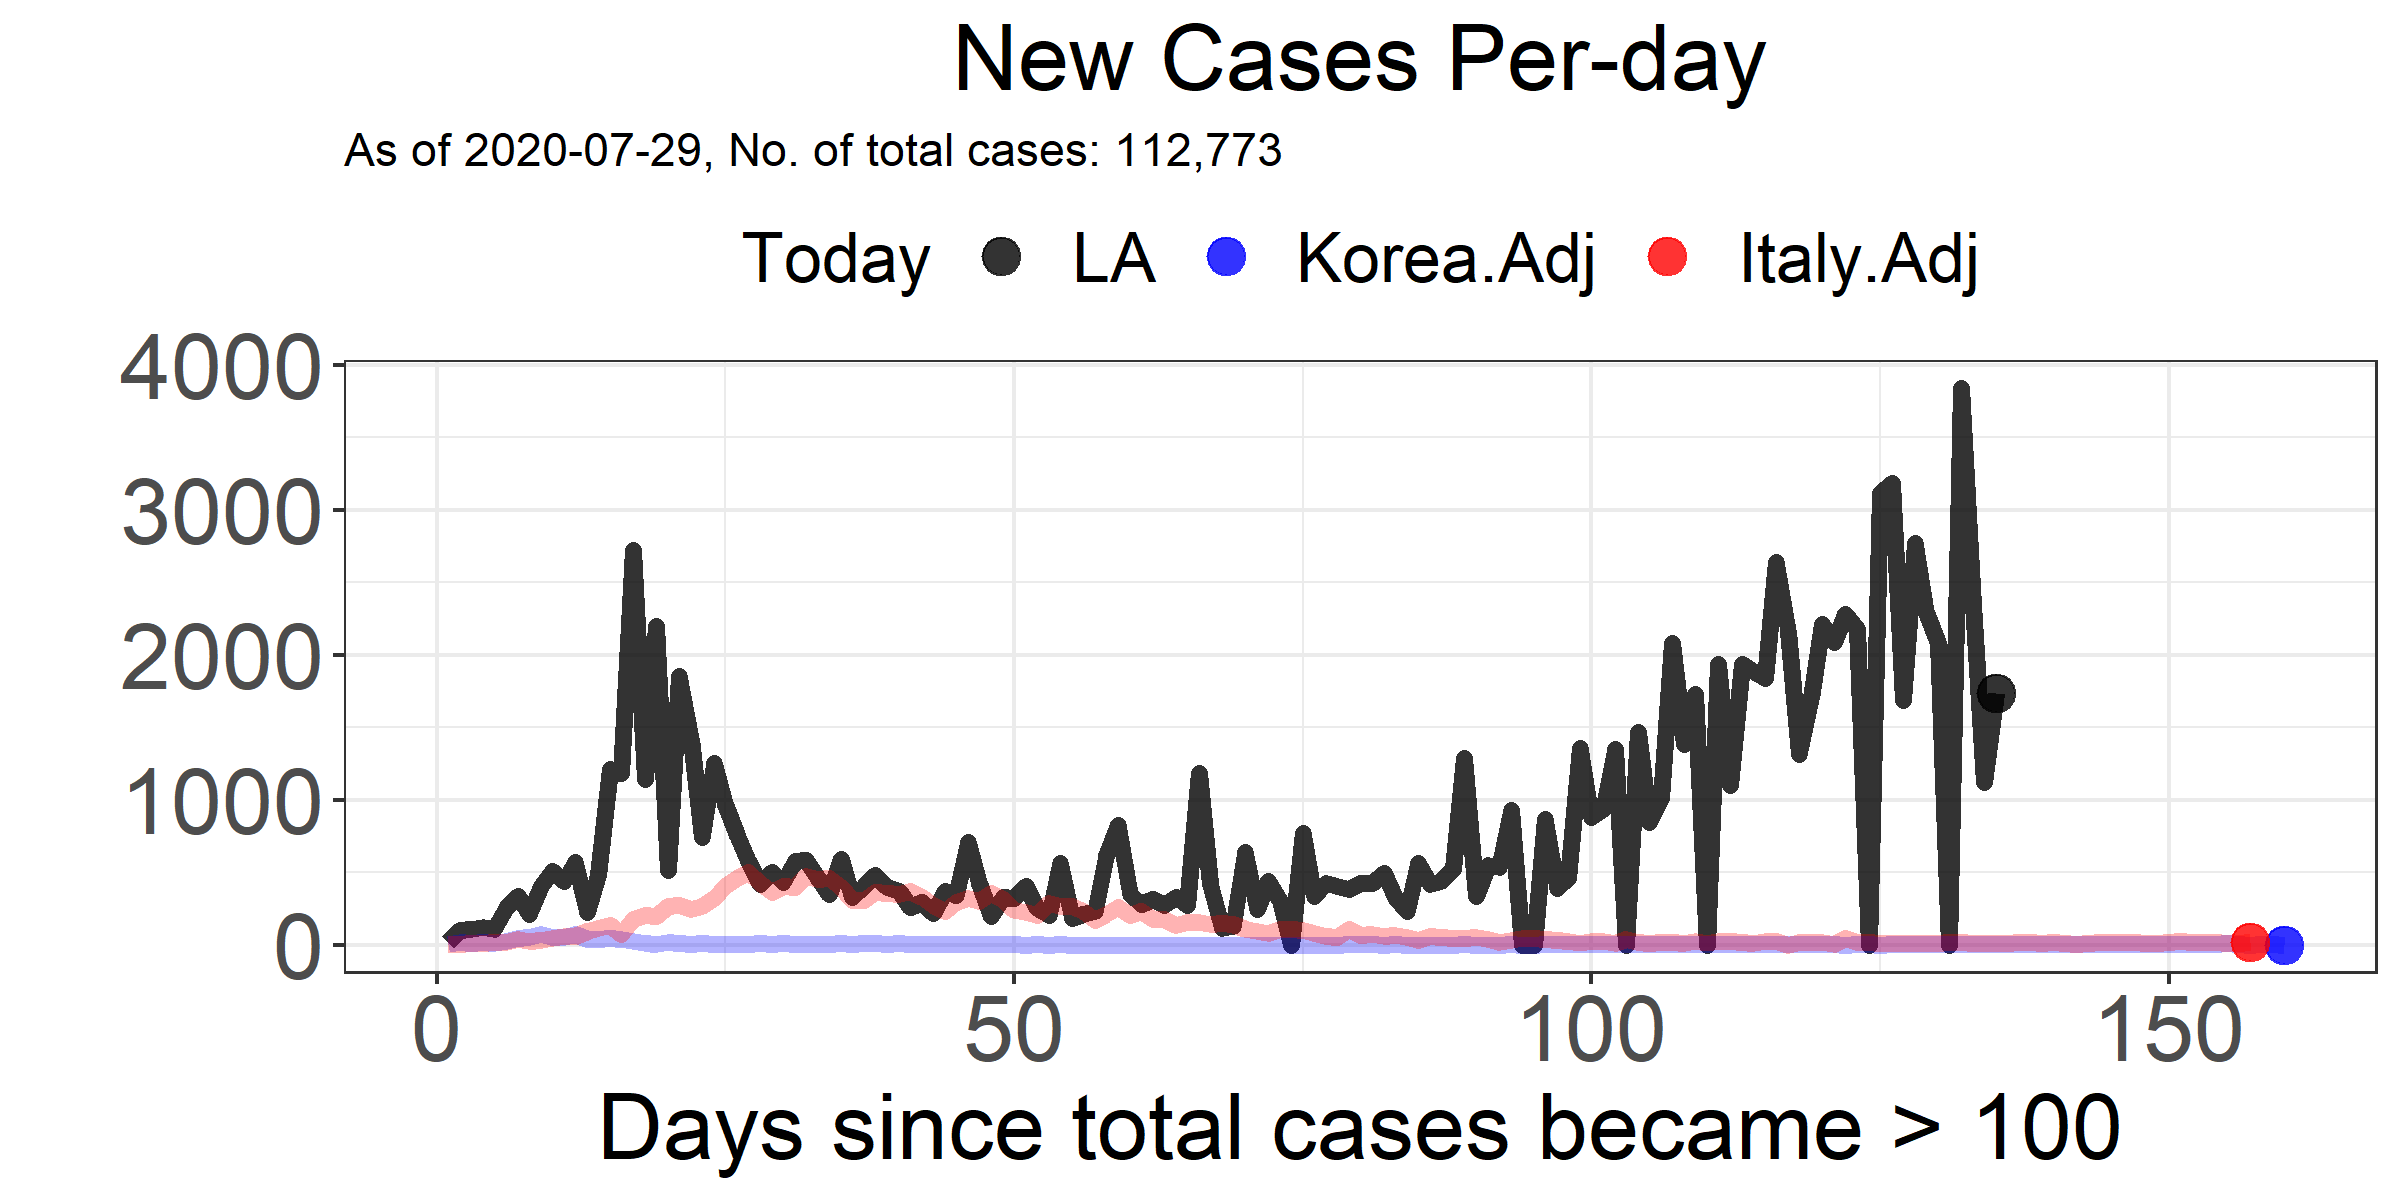 New Cases Per-day
As of 2020-07-29, No. of total cases: 112,773
Today LA Korea.Adj Italy.Adj
4000
3000
2000
1000
0
0 50 100 150
Days since total cases became > 100